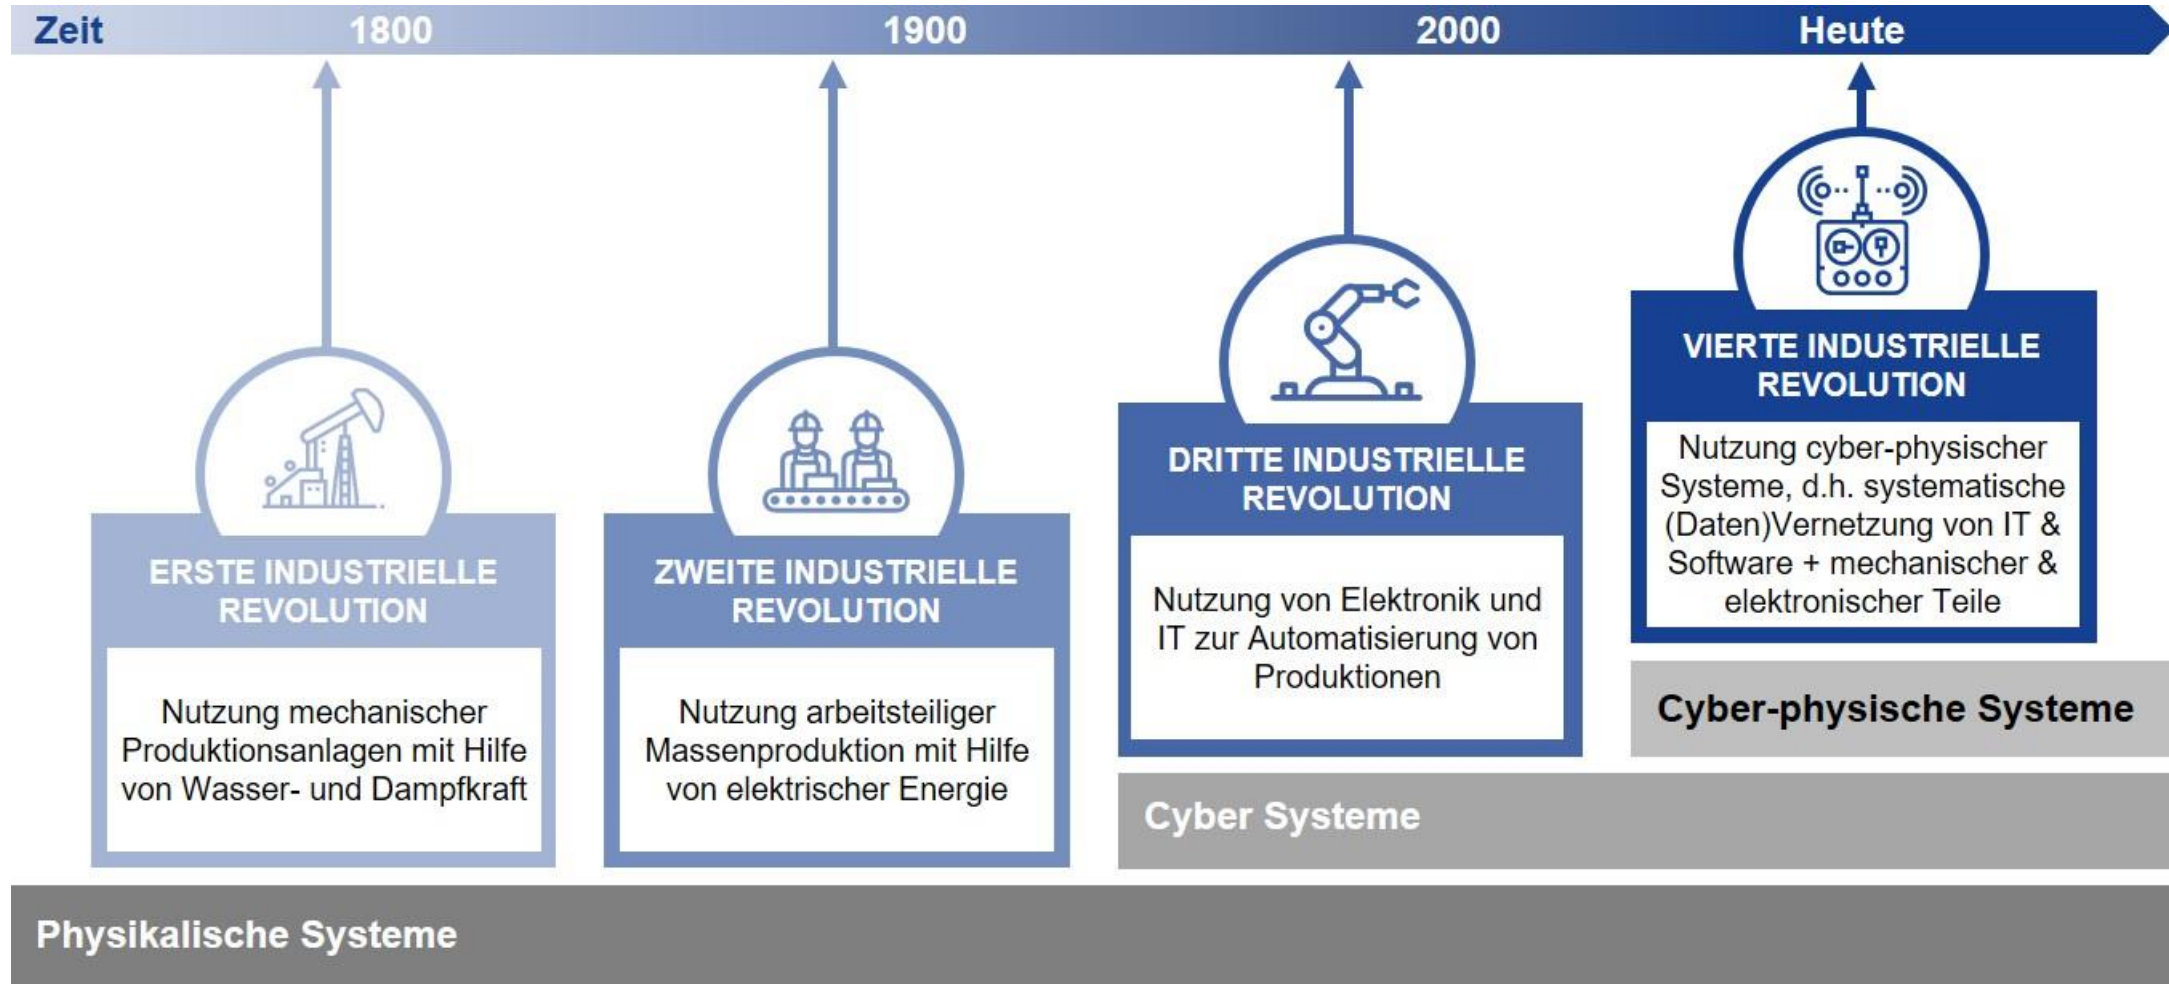 Zeit 1800 1900 2000 Heute
ERSTE INDUSTRIELLE
REVOLUTION
Nutzung mechanischer
Produktionsanlagen mit Hilfe
von Wasser- und Dampfkraft
ZWEITE INDUSTRIELLE
REVOLUTION
Nutzung arbeitsteiliger
Massenproduktion mit Hilfe
von elektrischer Energie
DRITTE INDUSTRIELLE
REVOLUTION
Nutzung von Elektronik und
IT zur Automatisierung von
Produktionen
VIERTE INDUSTRIELLE
REVOLUTION
Nutzung cyber-physischer
Systeme, d.h. systematische
(Daten)Vernetzung von IT &
Software + mechanischer &
elektronischer Teile
Cyber-physische Systeme
Cyber Systeme
Physikalische Systeme